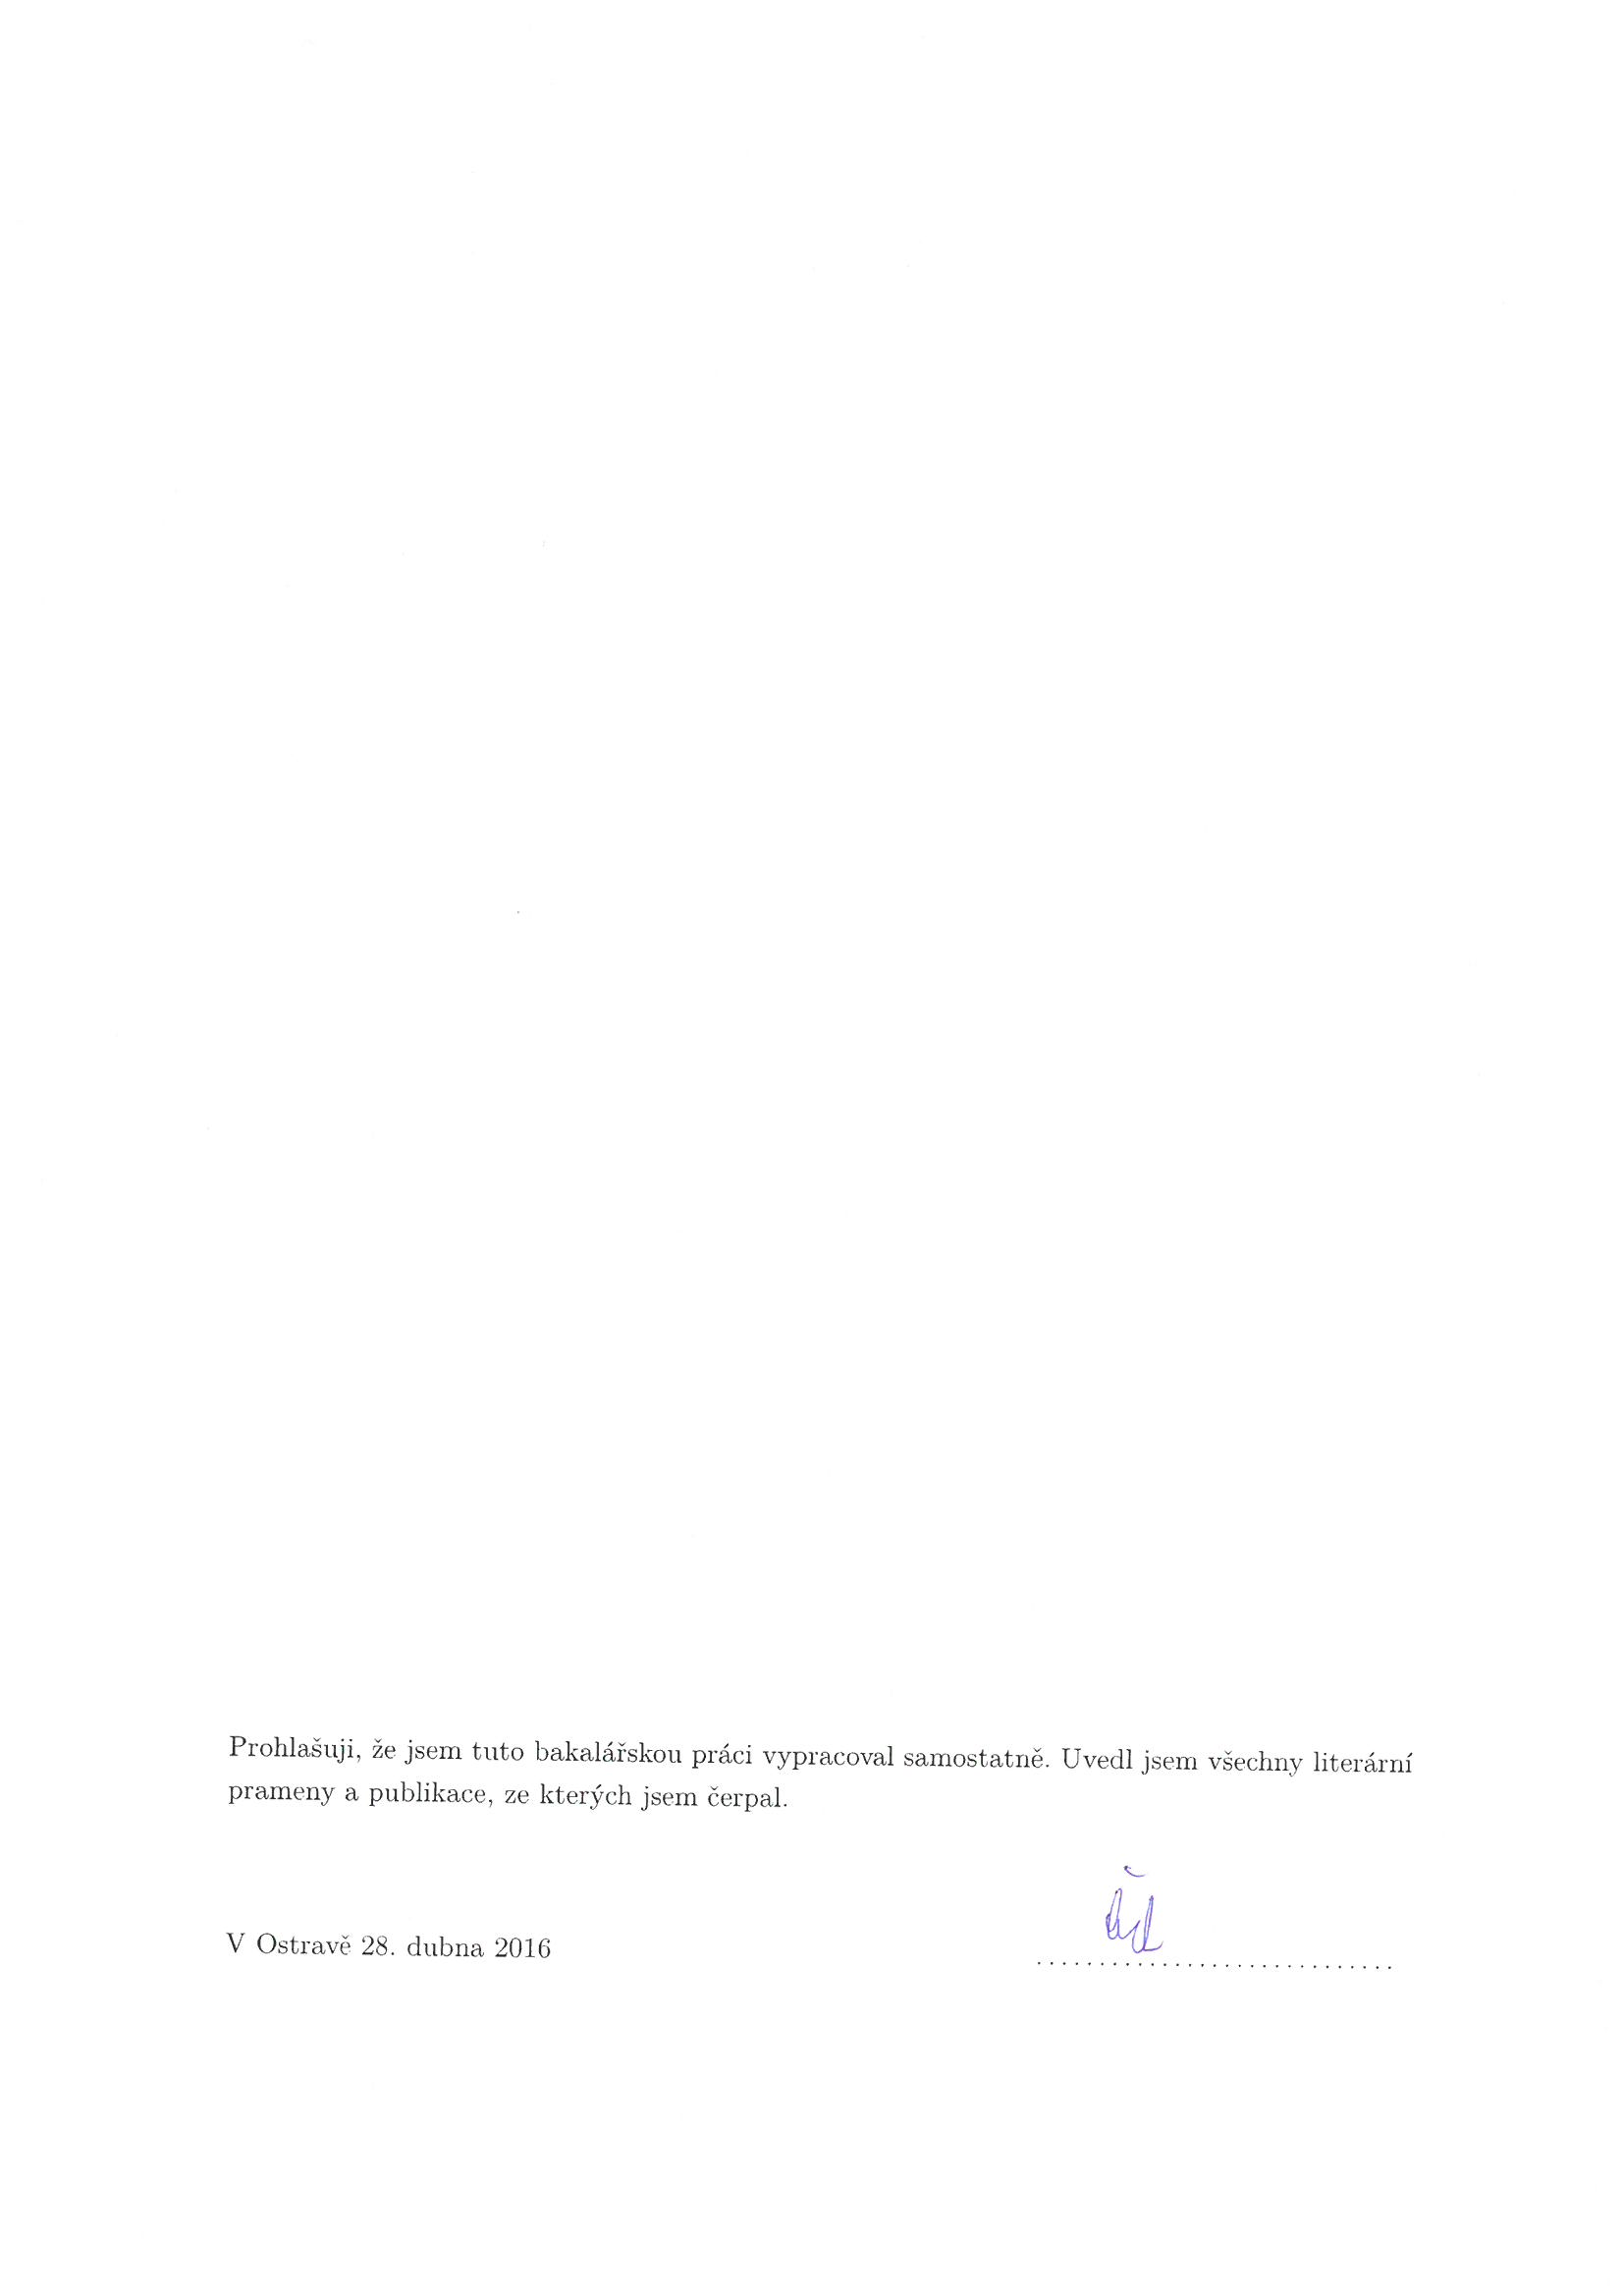 Prohlašuji, že jsem tuto bakalářskou práci vypracoval samostatně. Uvedl jsem všechny literární
prameny a publikace, ze kterých jsem čerpal.
V Ostravě 28. dubna 2016